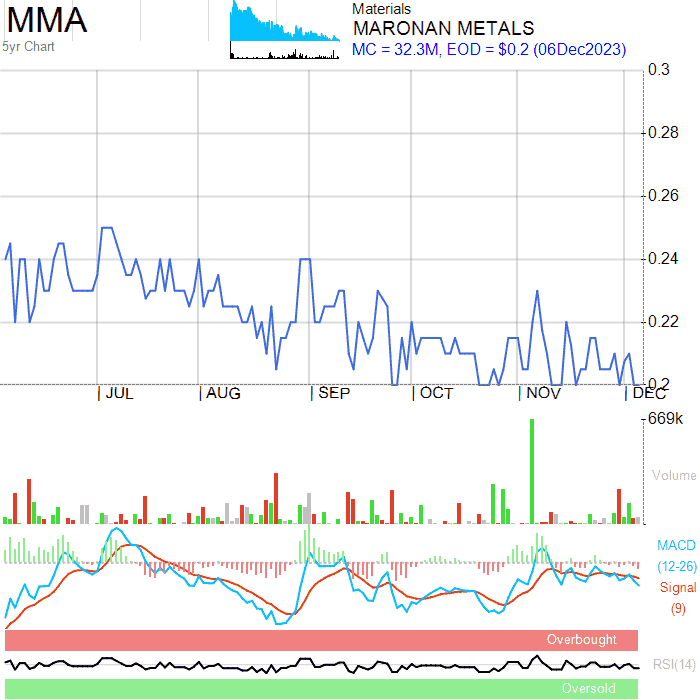 MMA
5yr Chart
Materials
MARONAN METALS
MC = 32.3M, EOD = $0.2 (06Dec2023)
0.3
0.28
0.26
0.24
0.22
0.2
JUL
AUG
SEP
OCT
NOV
DEC
669k
Volume
MACD
(12-26)
Signal
(9)
Overbought
RSI(14)
Oversold